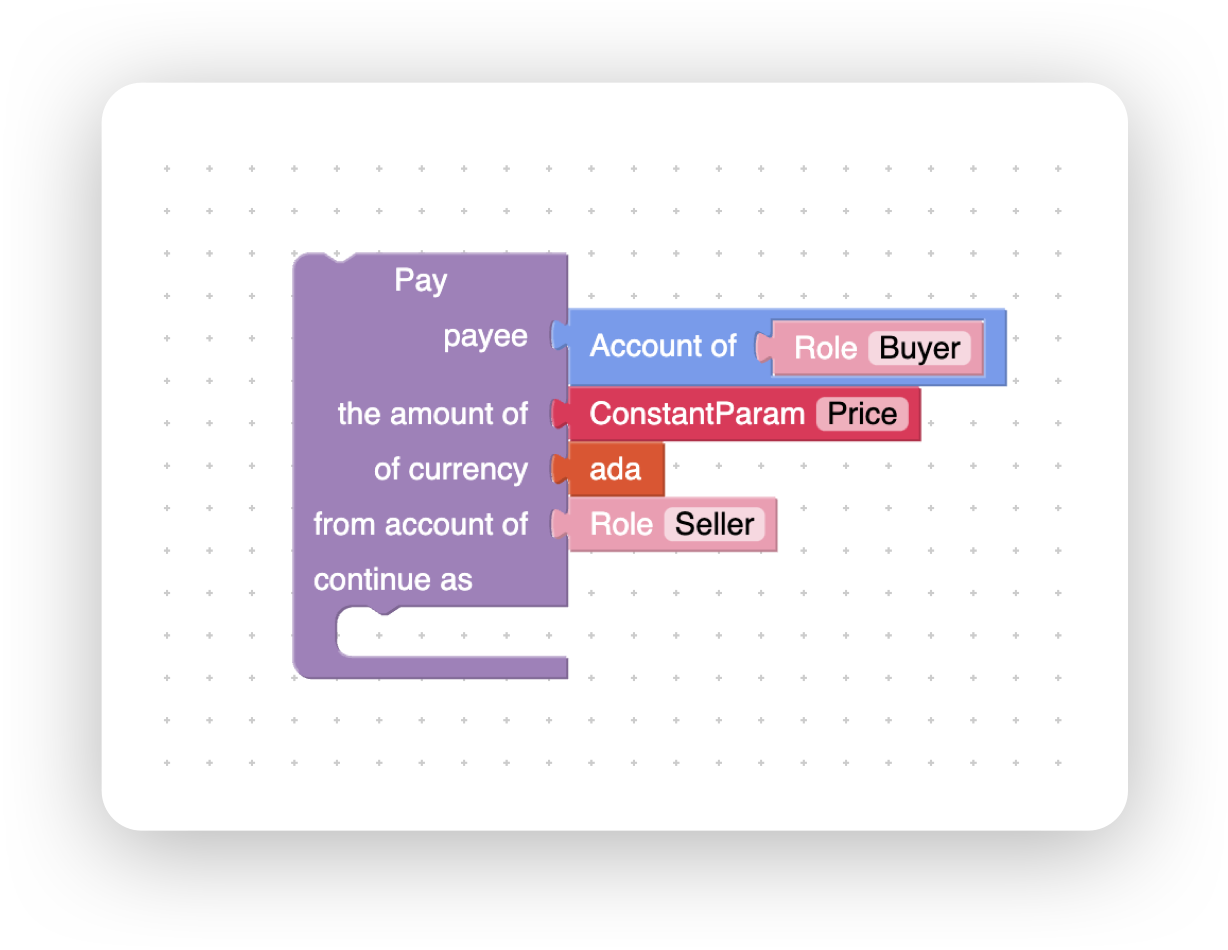 Pay
payee Account of Role Buyer
the amount of ConstantParam Price
of currency ada
from account of Role Seller
continue as